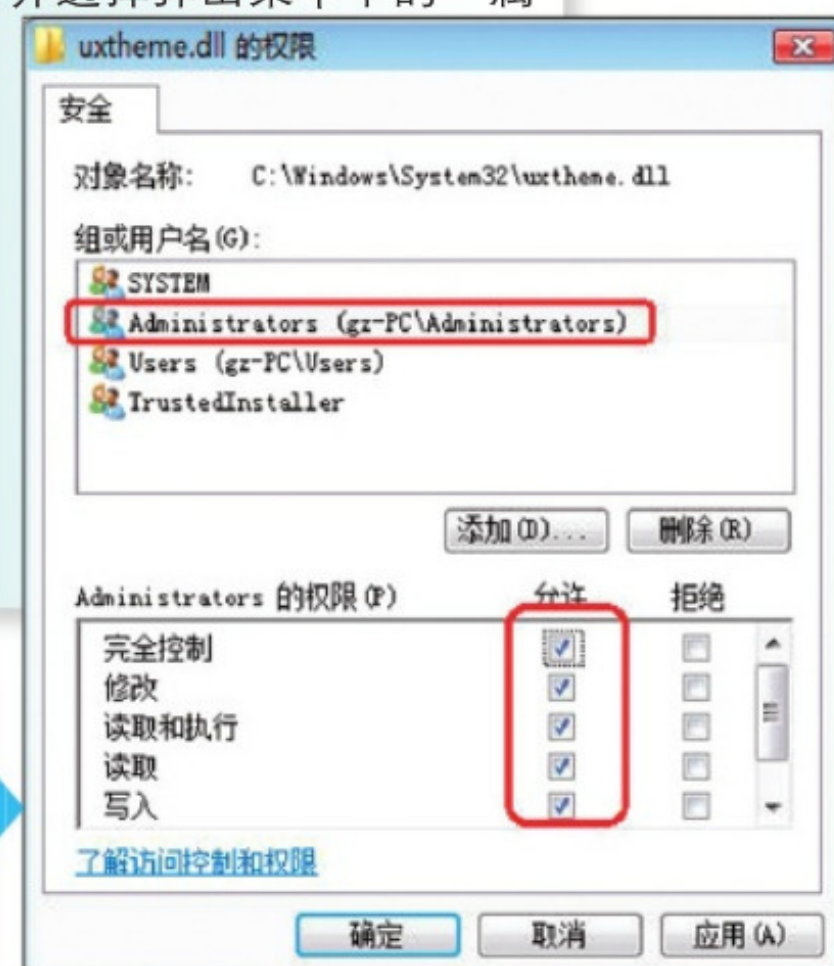 uxtheme.dll 的权限
安全
对象名称: C:\Windows\System32\uxtheme.dll
组或用户名(G):
SYSTEM
Administrators (gz-PC\Administrators)
Users (gz-PC\Users)
TrustedInstaller
添加(D)... 删除(R)
Administrators 的权限(P) 允许 拒绝
完全控制
修改
读取和执行
读取
写入
了解访问控制和权限
确定 取消 应用(A)